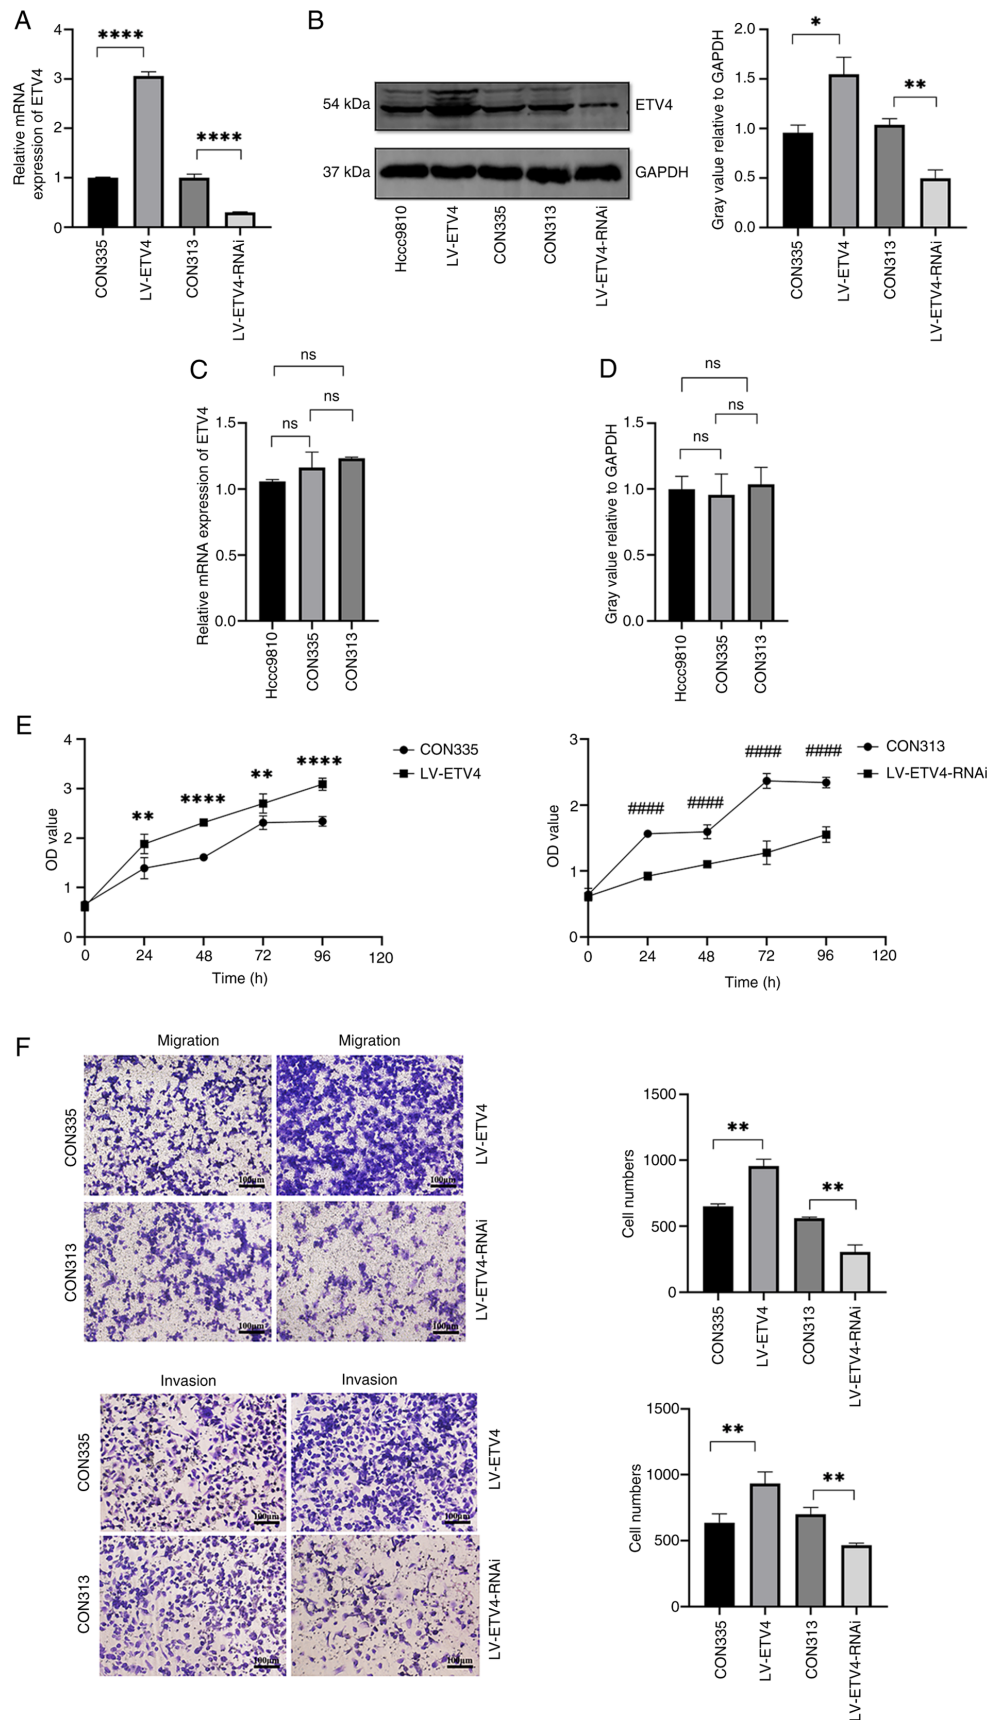 A
Relative mRNA
expression of ETV4
4
3
2
1
0
****
****
CON335
LV-ETV4
CON313
LV-ETV4-RNAi
B
54 kDa
ETV4
37 kDa
GAPDH
Hccc9810
LV-ETV4
CON335
CON313
LV-ETV4-RNAi
Gray value relative to GAPDH
2.0
1.5
1.0
0.5
0.0
*
**
CON335
LV-ETV4
CON313
LV-ETV4-RNAi
C
Relative mRNA expression of ETV4
ns
ns
ns
1.5
1.0
0.5
0.0
Hccc9810
CON335
CON313
D
Gray value relative to GAPDH
ns
ns
ns
1.5
1.0
0.5
0.0
Hccc9810
CON335
CON313
E
OD value
4
3
2
1
0
**
****
**
****
CON335
LV-ETV4
0 24 48 72 96 120
Time (h)
OD value
3
2
1
0
####
####
####
####
CON313
LV-ETV4-RNAi
0 24 48 72 96 120
Time (h)
F
Migration
Migration
CON335
100μm
100μm
LV-ETV4
CON313
100μm
100μm
LV-ETV4-RNAi
Cell numbers
1500
1000
500
0
**
**
CON335
LV-ETV4
CON313
LV-ETV4-RNAi
Invasion
Invasion
CON335
100μm
100μm
LV-ETV4
CON313
100μm
100μm
LV-ETV4-RNAi
Cell numbers
1500
1000
500
0
**
**
CON335
LV-ETV4
CON313
LV-ETV4-RNAi